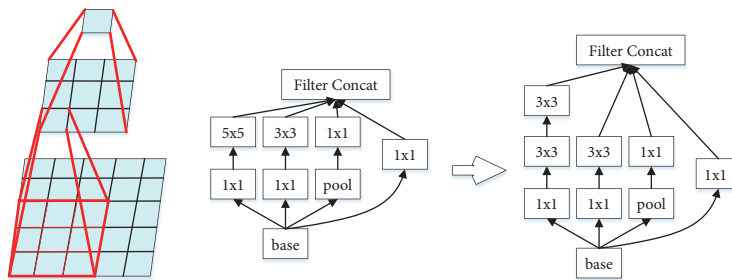 Filter Concat
5x5 3x3 1x1
1x1
1x1 1x1 pool
base
Filter Concat
3x3
3x3 3x3 1x1
1x1
1x1 1x1 pool
base